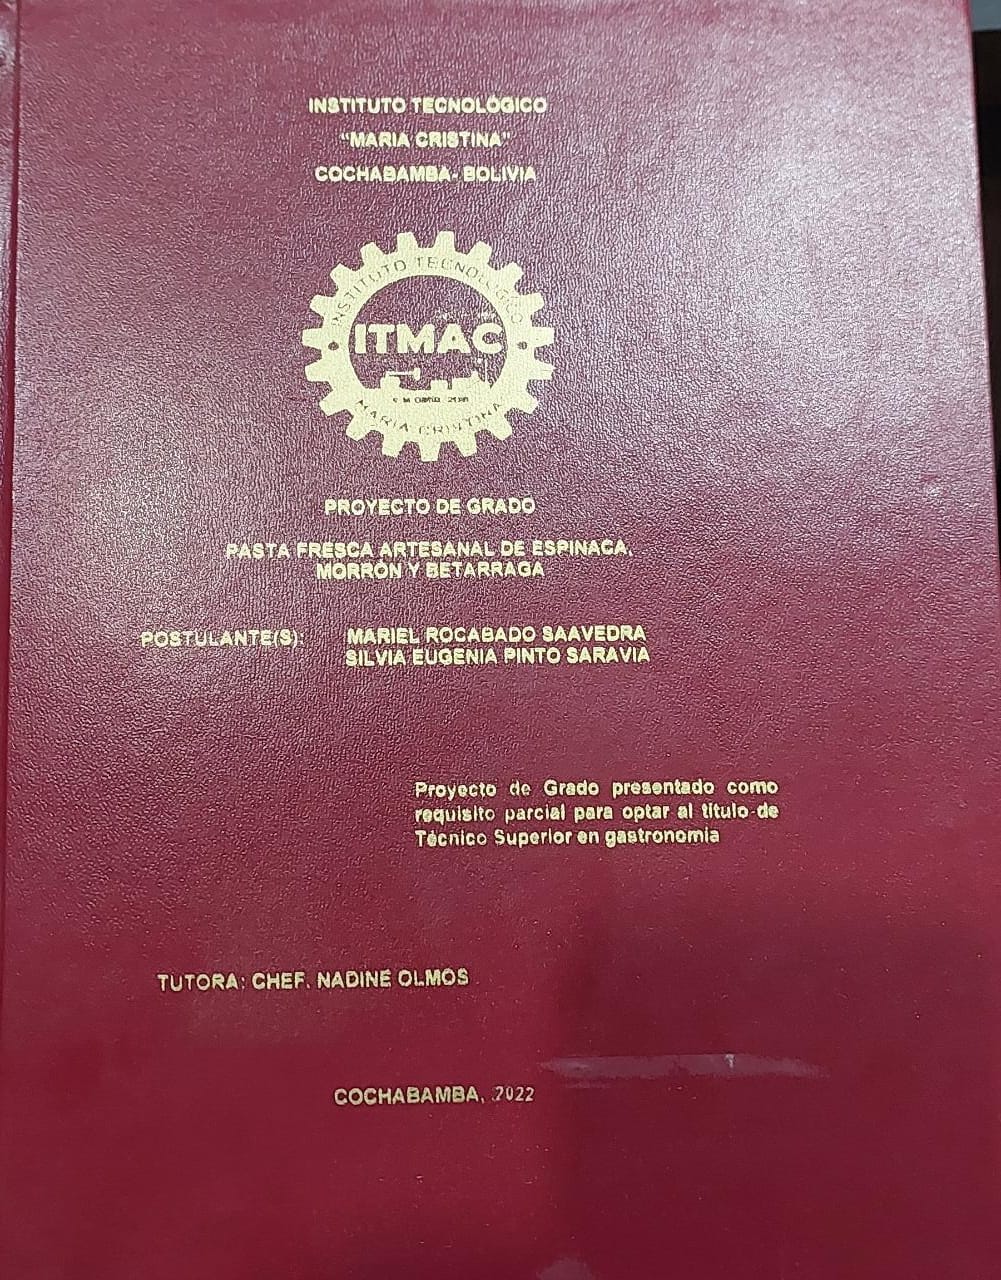 INSTITUTO TECNOLÓGICO
"MARIA CRISTINA"
COCHABAMBA- BOLIVIA
INSTITUTO TECNOLÓGICO
ITMAC
MARIA CRISTINA
PROYECTO DE GRADO
PASTA FRESCA ARTESANAL DE ESPINACA,
MORRÓN Y BETARRAGA
POSTULANTE(S): MARIEL ROCABADO SAAVEDRA
SILVIA EUGENIA PINTO SARAVIA
Proyecto de Grado presentado como
requisito parcial para optar al título de
Técnico Superior en gastronomía
TUTORA: CHEF. NADINE OLMOS
COCHABAMBA, 2022